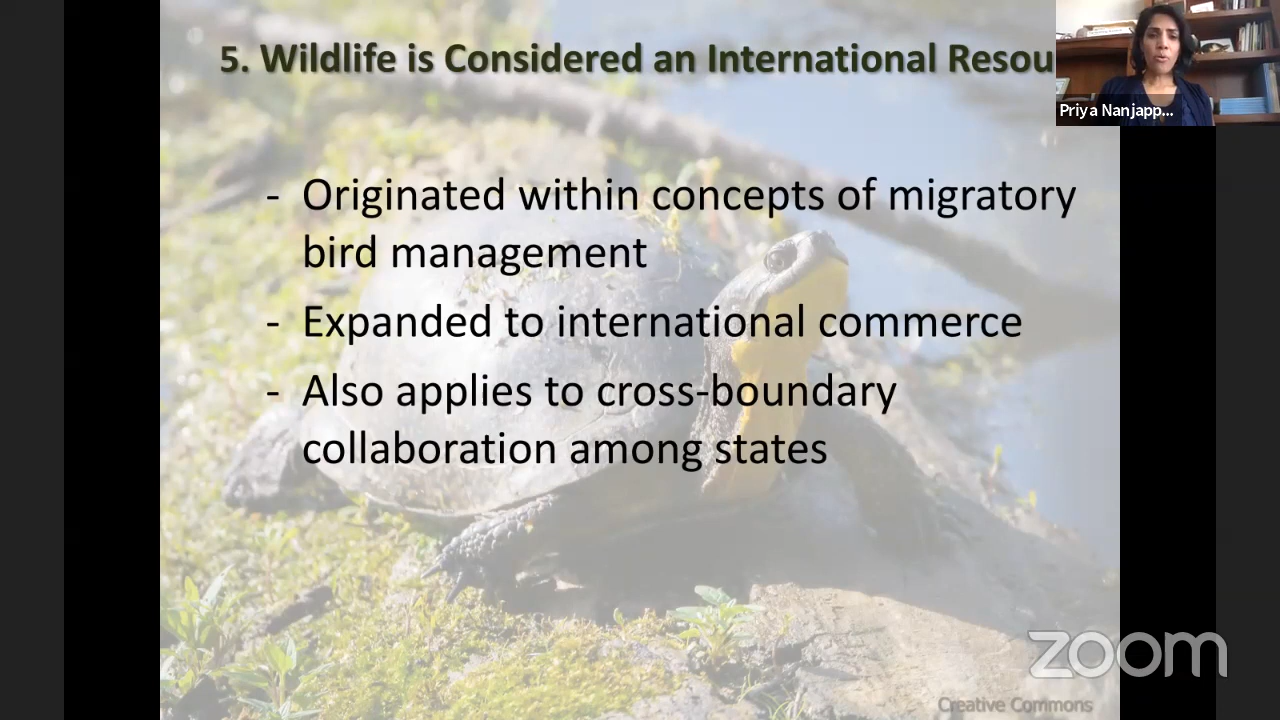 5. Wildlife is Considered an International Resou
Priya Nanjapp...
- Originated within concepts of migratory
bird management
- Expanded to international commerce
- Also applies to cross-boundary
collaboration among states
zoom
Creative Commons